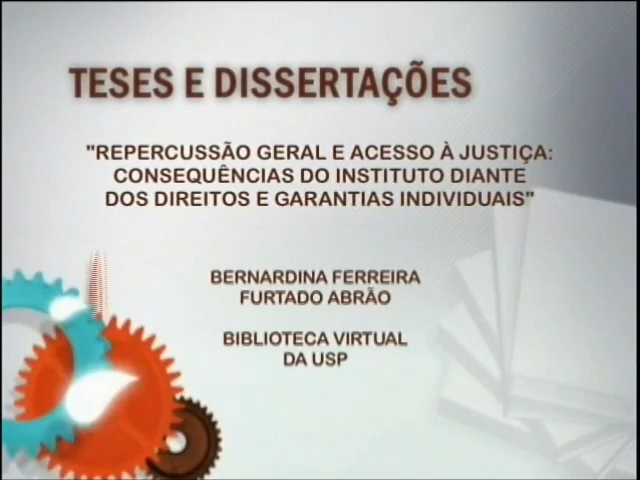 TESES E DISSERTAÇÕES
"REPERCUSSÃO GERAL E ACESSO À JUSTIÇA:
CONSEQUÊNCIAS DO INSTITUTO DIANTE
DOS DIREITOS E GARANTIAS INDIVIDUAIS"
BERNARDINA FERREIRA
FURTADO ABRÃO
BIBLIOTECA VIRTUAL
DA USP